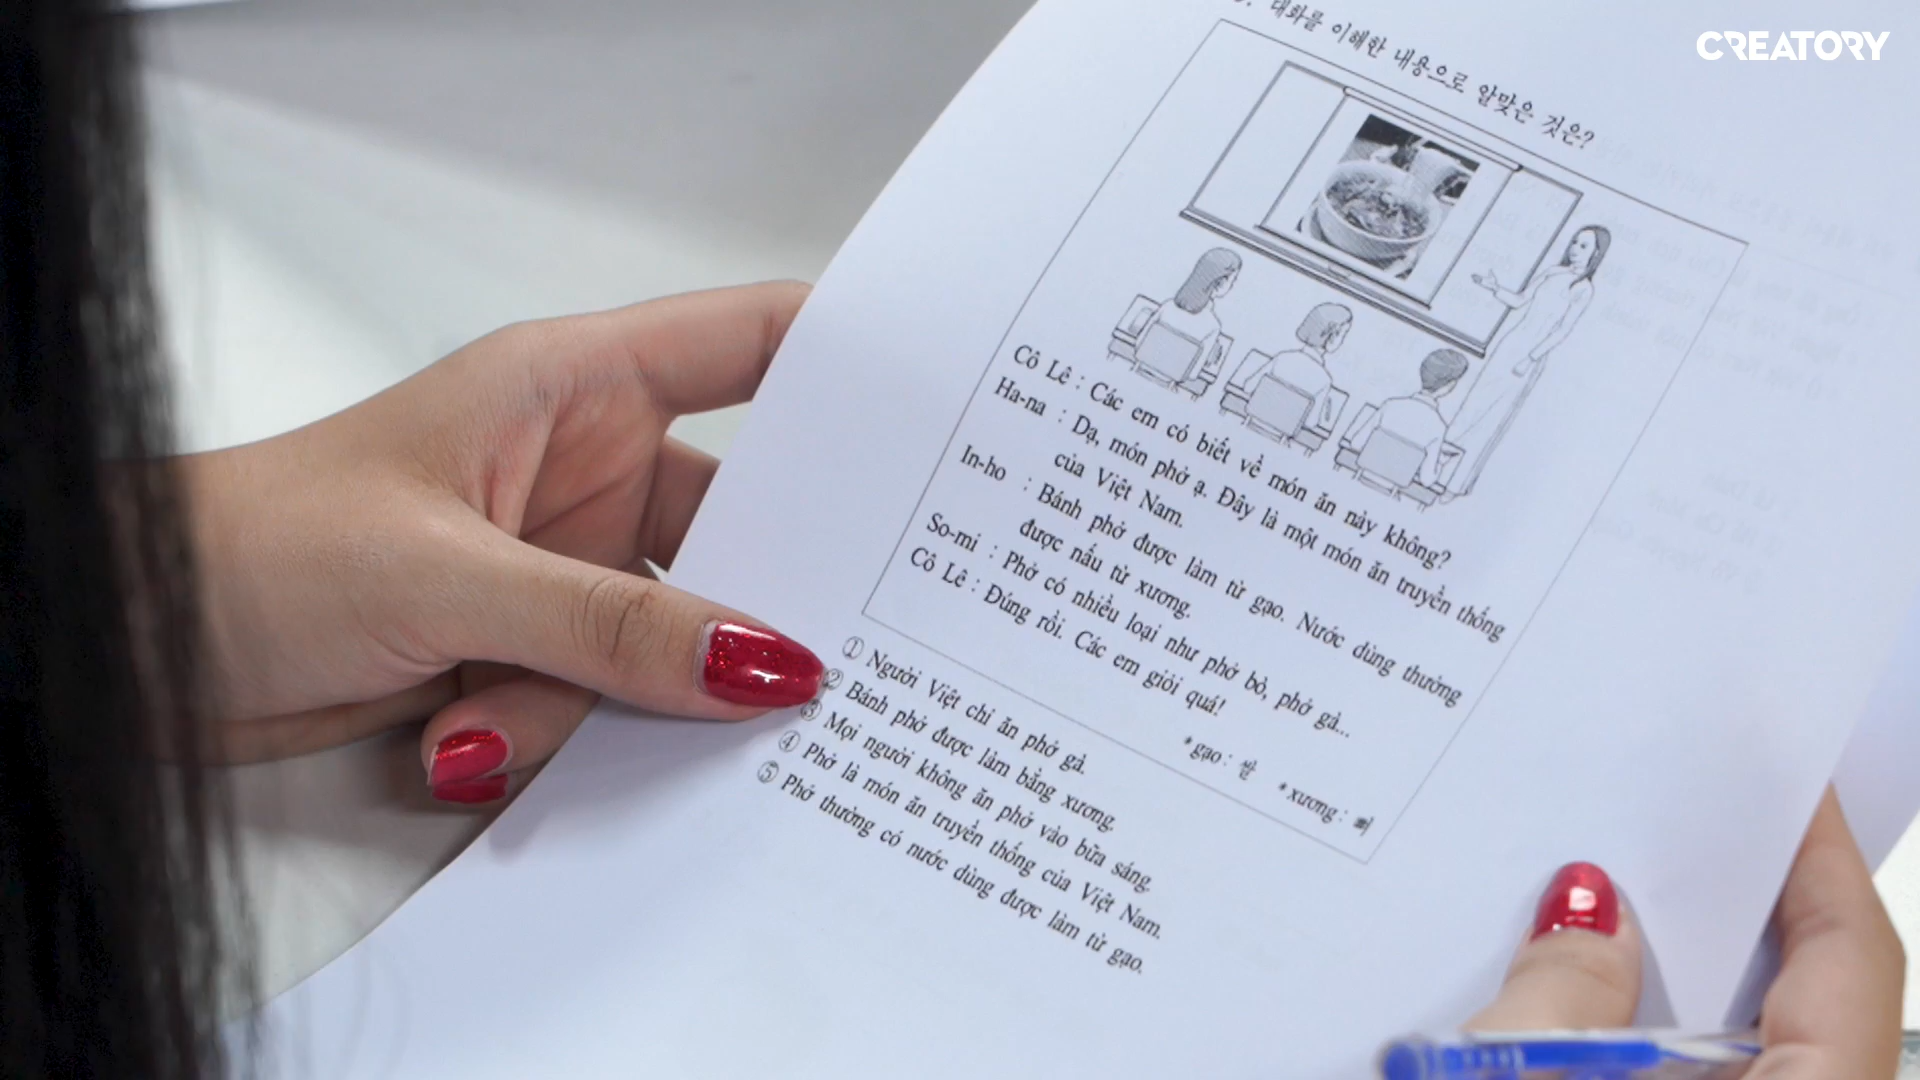 CREATORY
대화를 이해한 내용으로 알맞은 것은?
Cô Lê : Các em có biết về món ăn này không?
Ha-na : Dạ, món phở ạ. Đây là một món ăn truyền thống
của Việt Nam.
In-ho : Bánh phở được làm từ gạo. Nước dùng thường
được nấu từ xương.
So-mi : Phở có nhiều loại như phở bò, phở gà...
Cô Lê : Đúng rồi. Các em giỏi quá!
* gạo : 쌀 * xương : 뼈
① Người Việt chỉ ăn phở gà.
② Bánh phở được làm bằng xương.
③ Mọi người không ăn phở vào bữa sáng.
④ Phở là món ăn truyền thống của Việt Nam.
⑤ Phở thường có nước dùng được làm từ gạo.